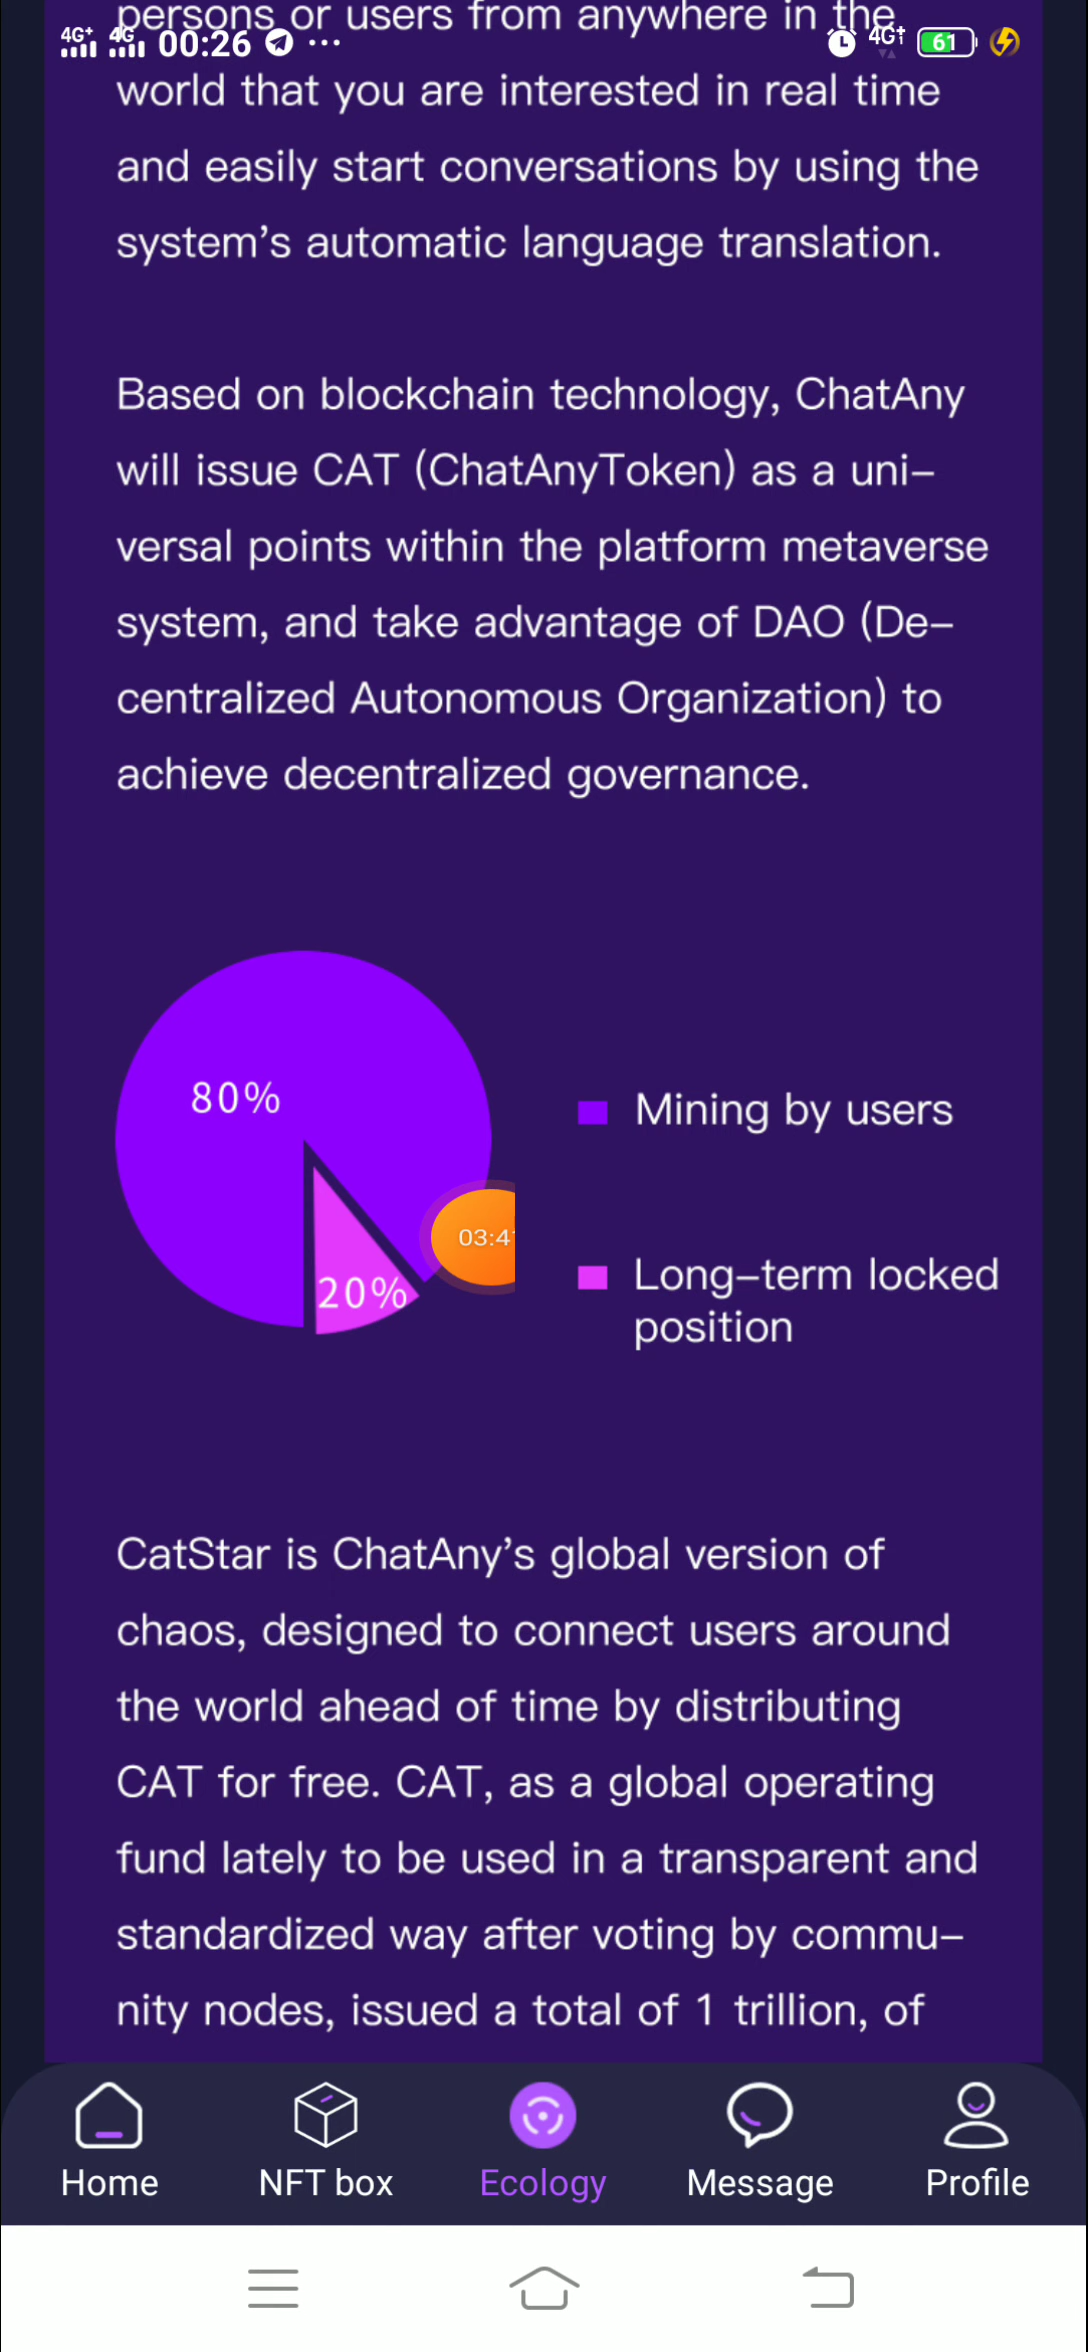 persons or users from anywhere in the
4G+ 4G 00:26 ... 4G+ 61
world that you are interested in real time
and easily start conversations by using the
system's automatic language translation.
Based on blockchain technology, ChatAny
will issue CAT (ChatAnyToken) as a uni-
versal points within the platform metaverse
system, and take advantage of DAO (De-
centralized Autonomous Organization) to
achieve decentralized governance.
80%
Mining by users
03:4
20%
Long-term locked
position
CatStar is ChatAny's global version of
chaos, designed to connect users around
the world ahead of time by distributing
CAT for free. CAT, as a global operating
fund lately to be used in a transparent and
standardized way after voting by commu-
nity nodes, issued a total of 1 trillion, of
Home NFT box Ecology Message Profile